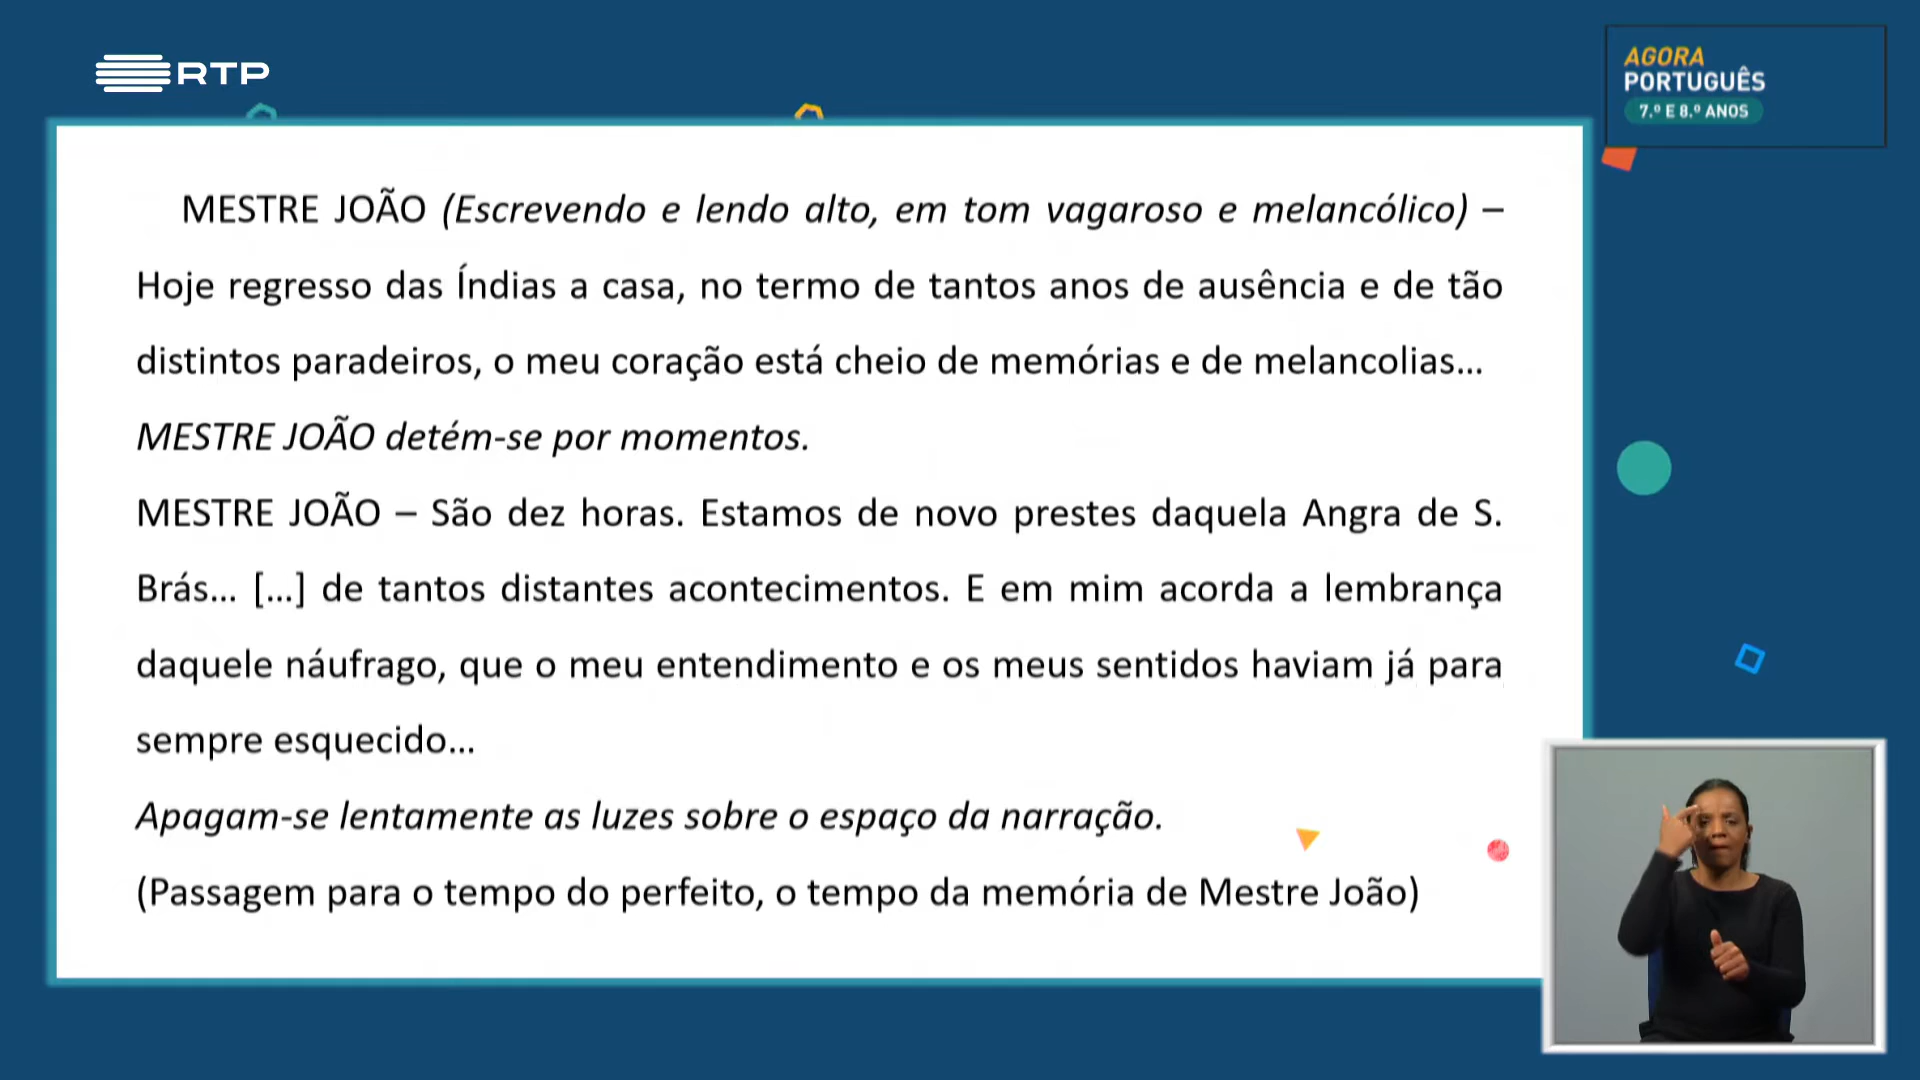 RTP
AGORA
PORTUGUÊS
7.º E 8.º ANOS
MESTRE JOÃO (Escrevendo e lendo alto, em tom vagaroso e melancólico) –
Hoje regresso das Índias a casa, no termo de tantos anos de ausência e de tão
distintos paradeiros, o meu coração está cheio de memórias e de melancolias...
MESTRE JOÃO detém-se por momentos.
MESTRE JOÃO – São dez horas. Estamos de novo prestes daquela Angra de S.
Brás... [...] de tantos distantes acontecimentos. E em mim acorda a lembrança
daquele náufrago, que o meu entendimento e os meus sentidos haviam já para
sempre esquecido...
Apagam-se lentamente as luzes sobre o espaço da narração.
(Passagem para o tempo do perfeito, o tempo da memória de Mestre João)